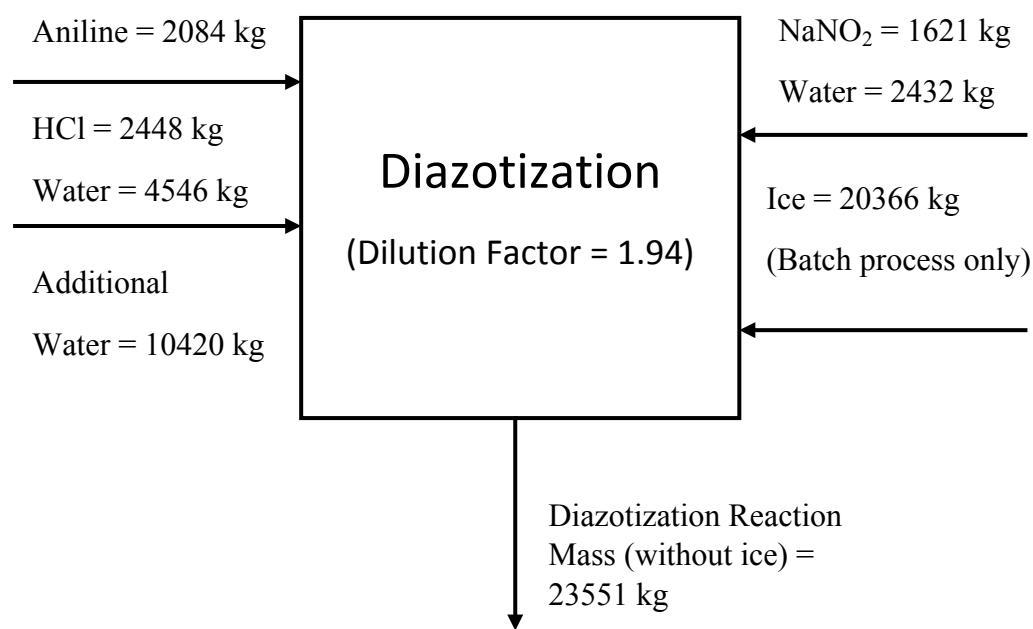 Aniline = 2084 kg
HCl = 2448 kg
Water = 4546 kg
Additional
Water = 10420 kg
Diazotization
(Dilution Factor = 1.94)
NaNO₂ = 1621 kg
Water = 2432 kg
Ice = 20366 kg
(Batch process only)
Diazotization Reaction
Mass (without ice) =
23551 kg